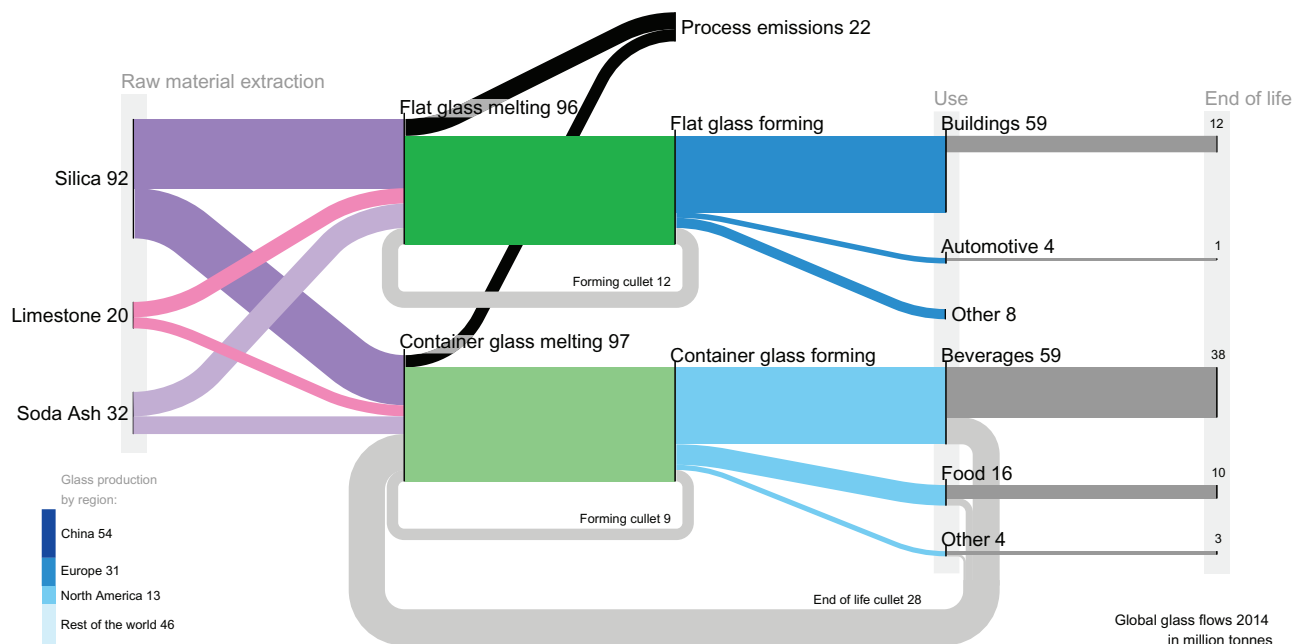 Process emissions 22
Raw material extraction
Use
End of life
Flat glass melting 96
Flat glass forming
Buildings 59
12
Silica 92
Automotive 4
1
Forming cullet 12
Limestone 20
Other 8
Container glass melting 97
Container glass forming
Beverages 59
38
Soda Ash 32
Food 16
10
Glass production
by region:
Forming cullet 9
China 54
Other 4
3
Europe 31
North America 13
End of life cullet 28
Rest of the world 46
Global glass flows 2014
in million tonnes